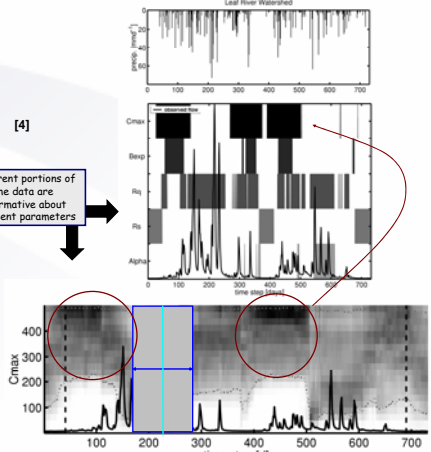 Leaf River Watershed
precip. [mmd⁻¹]
0
20
40
60
0 100 200 300 400 500 600 700
[4]
observed flow
Cmax
Bexp
Rq
Rs
Alpha
0 100 200 300 400 500 600 700
time step [days]
rent portions of
he data are
rmative about
ent parameters
Cmax
400
300
200
100
100 200 300 400 500 600 700